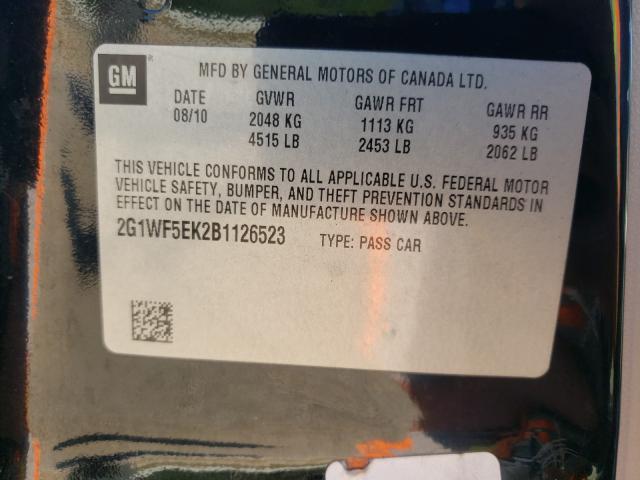 GM ®
MFD BY GENERAL MOTORS OF CANADA LTD.
DATE GVWR GAWR FRT GAWR RR
08/10 2048 KG 1113 KG 935 KG
4515 LB 2453 LB 2062 LB
THIS VEHICLE CONFORMS TO ALL APPLICABLE U.S. FEDERAL MOTOR
VEHICLE SAFETY, BUMPER, AND THEFT PREVENTION STANDARDS IN
EFFECT ON THE DATE OF MANUFACTURE SHOWN ABOVE.
2G1WF5EK2B1126523 TYPE: PASS CAR